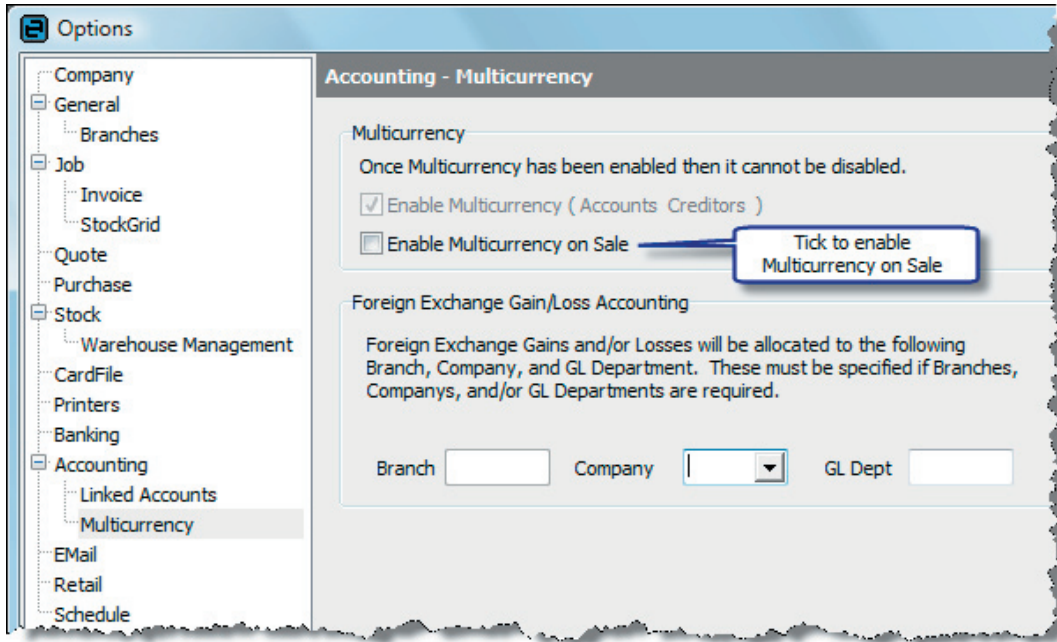 Options
Company
General
Branches
Job
Invoice
StockGrid
Quote
Purchase
Stock
Warehouse Management
CardFile
Printers
Banking
Accounting
Linked Accounts
Multicurrency
EMail
Retail
Schedule
Accounting - Multicurrency
Multicurrency
Once Multicurrency has been enabled then it cannot be disabled.
Enable Multicurrency ( Accounts Creditors )
Enable Multicurrency on Sale
Tick to enable
Multicurrency on Sale
Foreign Exchange Gain/Loss Accounting
Foreign Exchange Gains and/or Losses will be allocated to the following
Branch, Company, and GL Department. These must be specified if Branches,
Companys, and/or GL Departments are required.
Branch Company GL Dept